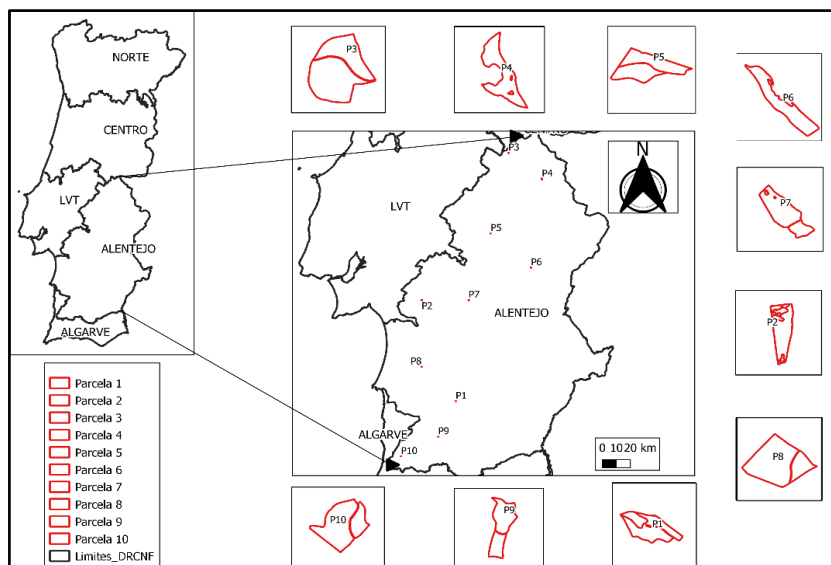 NORTE
CENTRO
LVT
ALENTEJO
ALGARVE
Parcela 1
Parcela 2
Parcela 3
Parcela 4
Parcela 5
Parcela 6
Parcela 7
Parcela 8
Parcela 9
Parcela 10
Limites_DRCNF
P3
P4
P5
P6
P7
P2
P8
P1
P9
P10
CENTRO
N
P3
P4
LVT
P5
P6
P2
P7
ALENTEJO
P8
P1
ALGARVE
P9
P10
0 1020 km